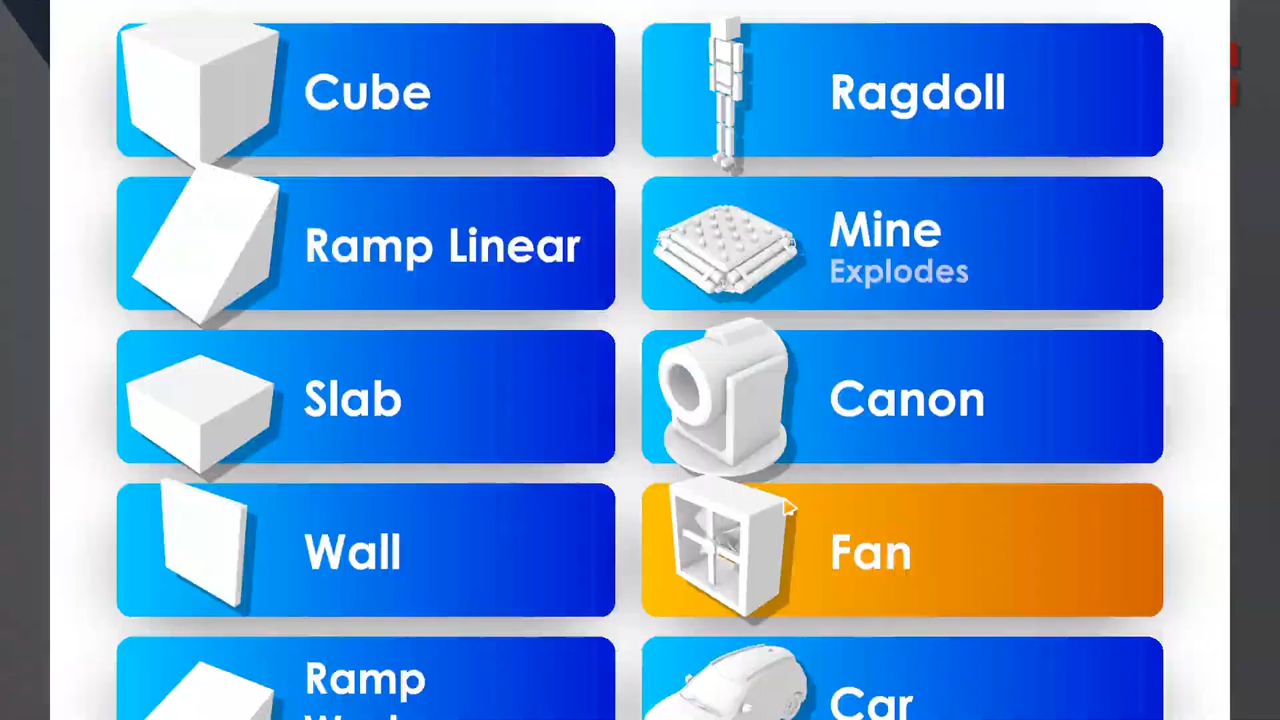 Cube
Ragdoll
Ramp Linear
Mine
Explodes
Slab
Canon
Wall
Fan
Ramp
Car